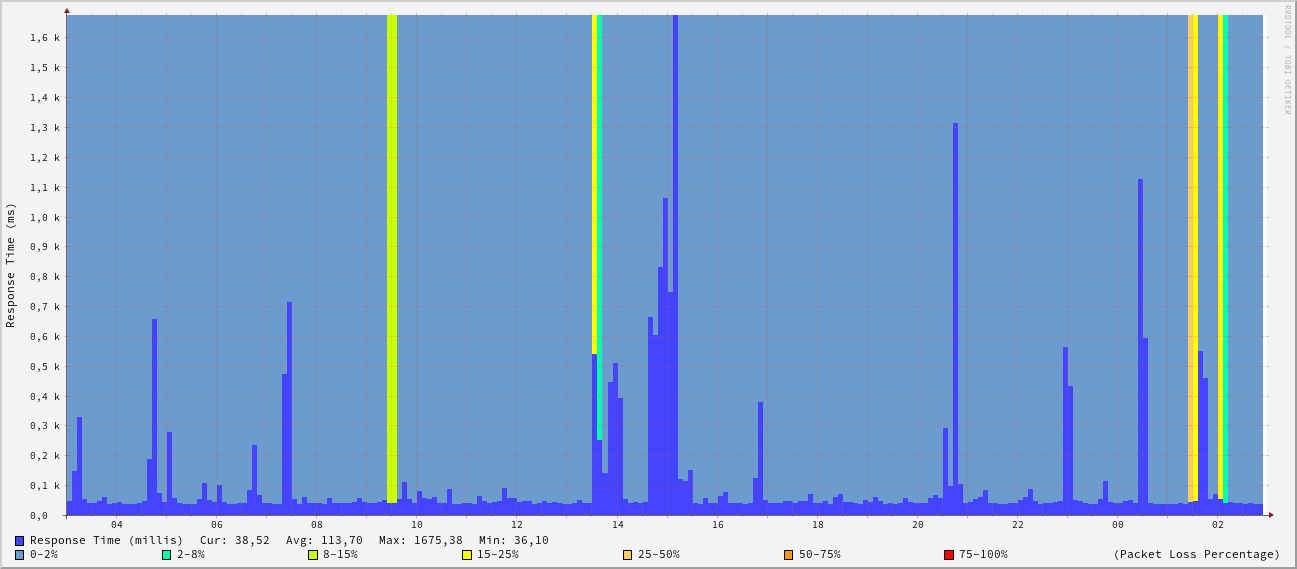 RRDTOOL / TOBI OETIKER
Response Time (ms)
1,6 k
1,5 k
1,4 k
1,3 k
1,2 k
1,1 k
1,0 k
0,9 k
0,8 k
0,7 k
0,6 k
0,5 k
0,4 k
0,3 k
0,2 k
0,1 k
0,0
04 06 08 10 12 14 16 18 20 22 00 02
Response Time (millis) Cur: 38,52 Avg: 113,70 Max: 1675,38 Min: 36,10
0-2% 2-8% 8-15% 15-25% 25-50% 50-75% 75-100% (Packet Loss Percentage)